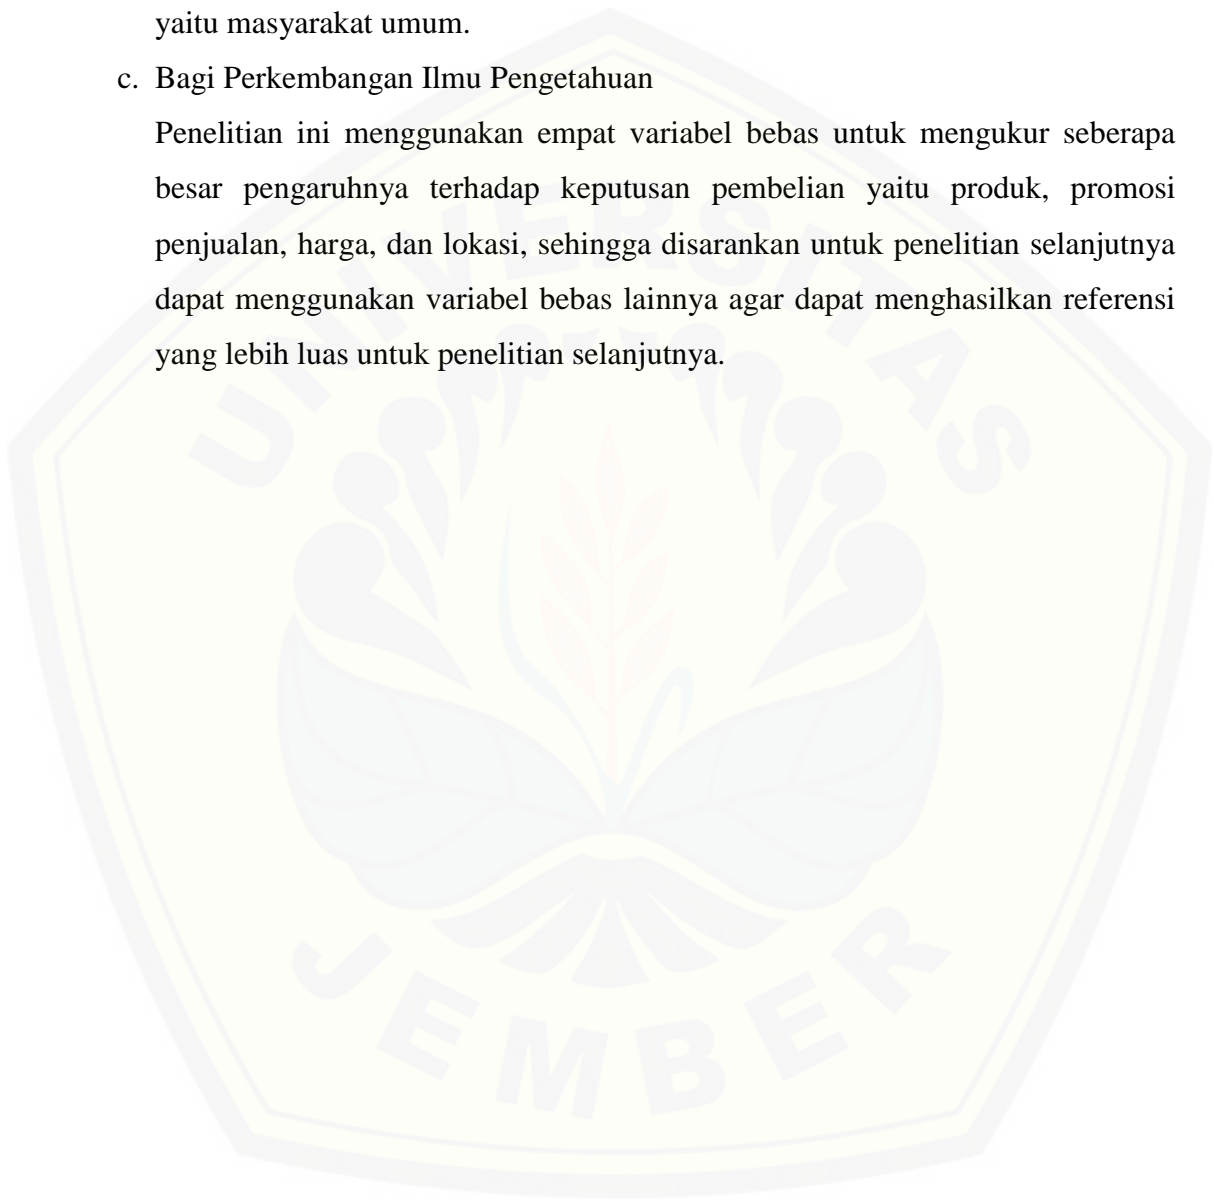 yaitu masyarakat umum.
c. Bagi Perkembangan Ilmu Pengetahuan
Penelitian ini menggunakan empat variabel bebas untuk mengukur seberapa
besar pengaruhnya terhadap keputusan pembelian yaitu produk, promosi
penjualan, harga, dan lokasi, sehingga disarankan untuk penelitian selanjutnya
dapat menggunakan variabel bebas lainnya agar dapat menghasilkan referensi
yang lebih luas untuk penelitian selanjutnya.
UNIVERSITAS
JEMBER